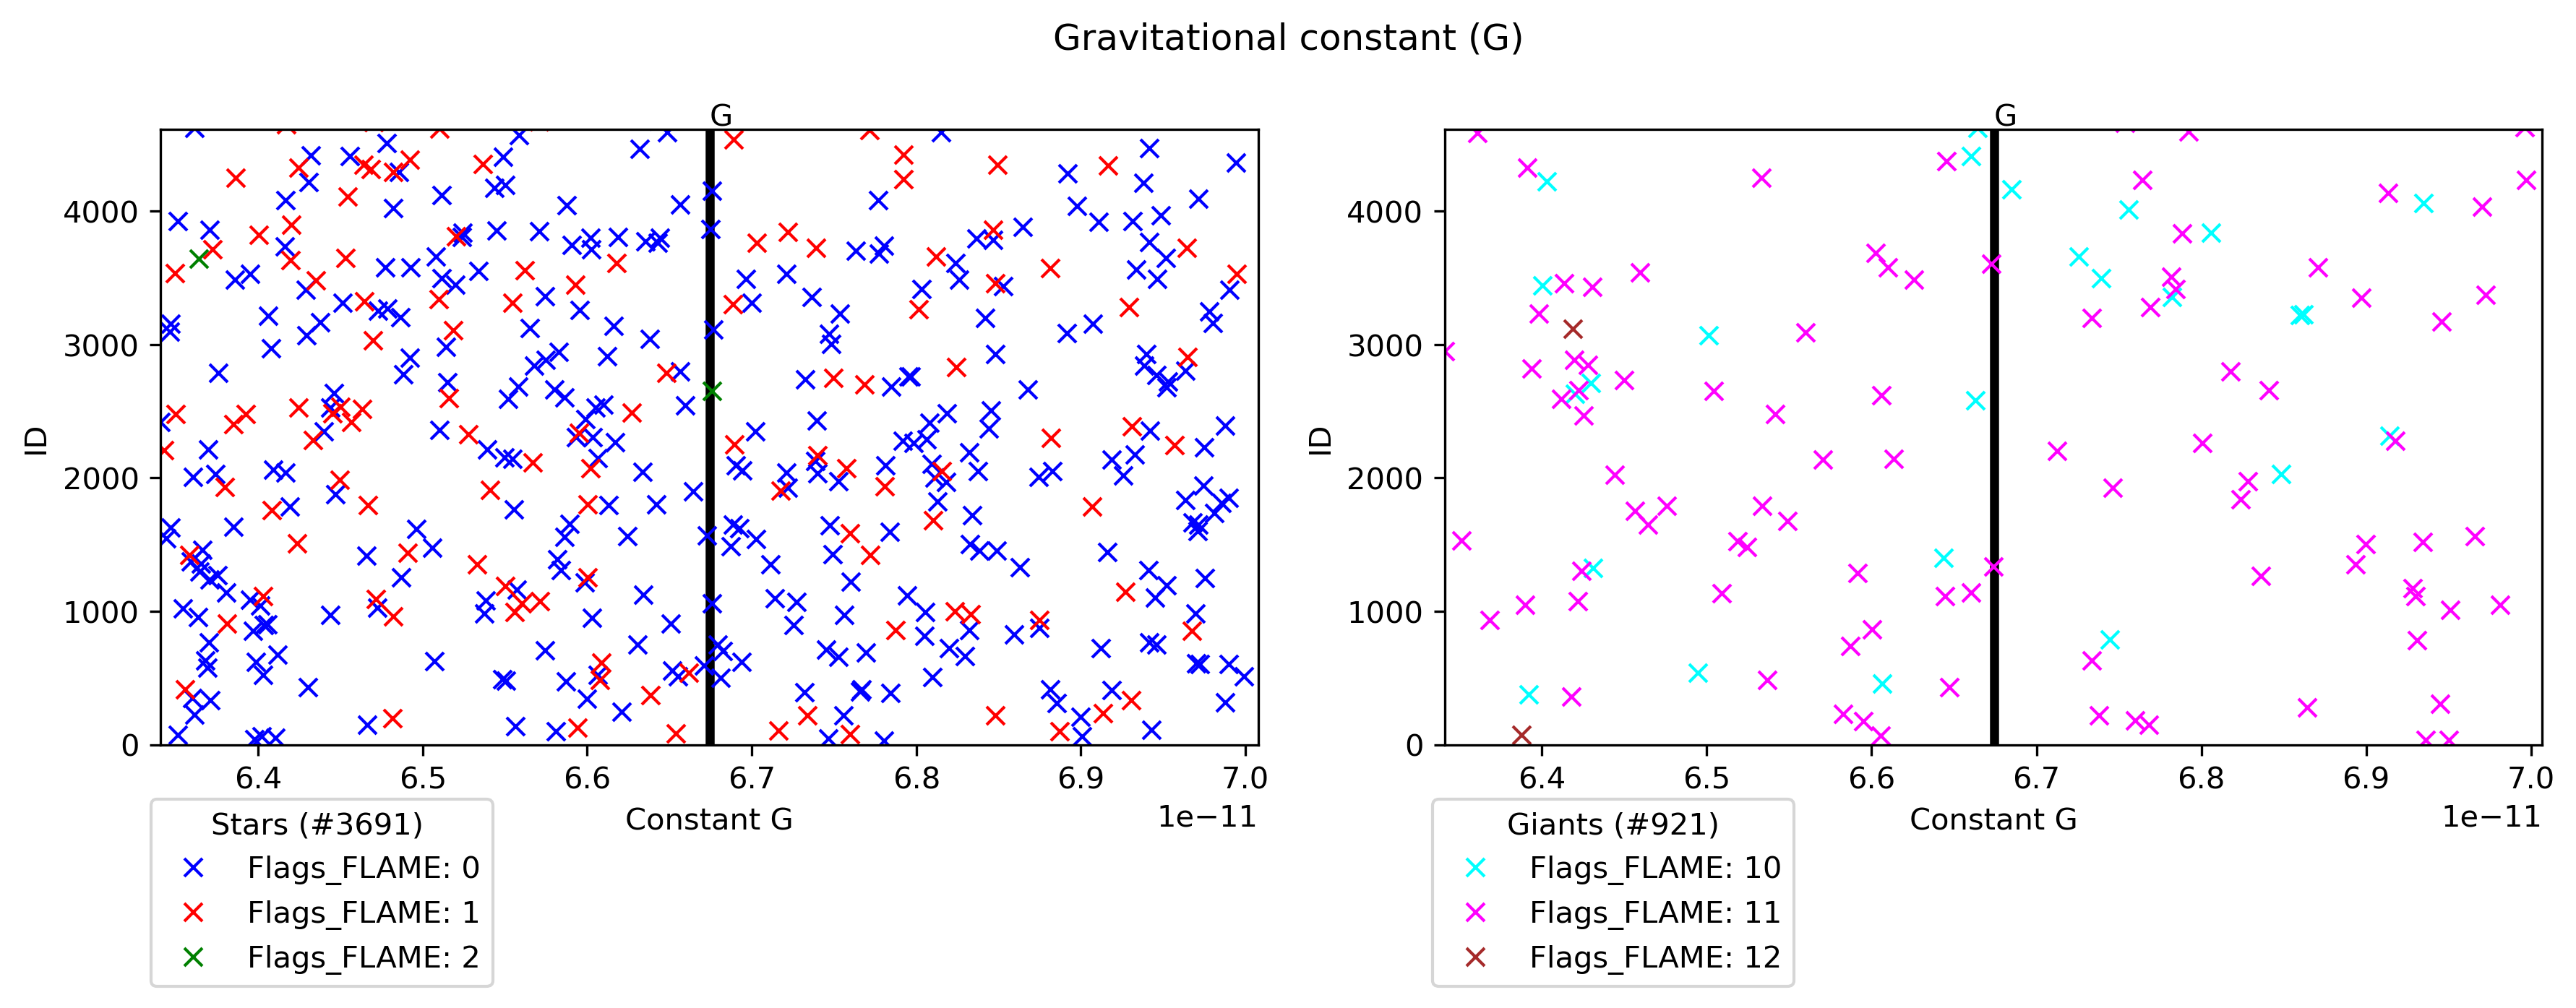 Gravitational constant (G)
G
ID
4000
3000
2000
1000
0
6.4 6.5 6.6 6.7 6.8 6.9 7.0
Constant G
1e−11
Stars (#3691)
Flags_FLAME: 0
Flags_FLAME: 1
Flags_FLAME: 2
G
ID
4000
3000
2000
1000
0
6.4 6.5 6.6 6.7 6.8 6.9 7.0
Constant G
1e−11
Giants (#921)
Flags_FLAME: 10
Flags_FLAME: 11
Flags_FLAME: 12